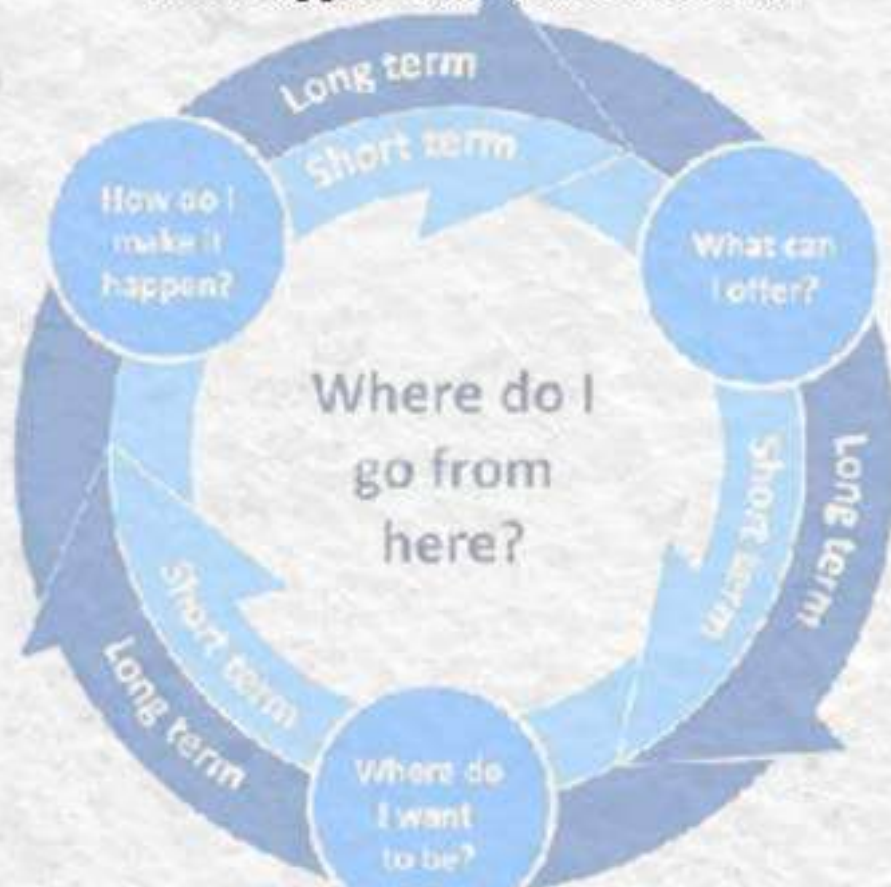 Long term
Short term
How do I
make it
happen?
What can
I offer?
Where do I
go from
here?
Short term
Long term
Short term
Long term
Where do
I want
to be?